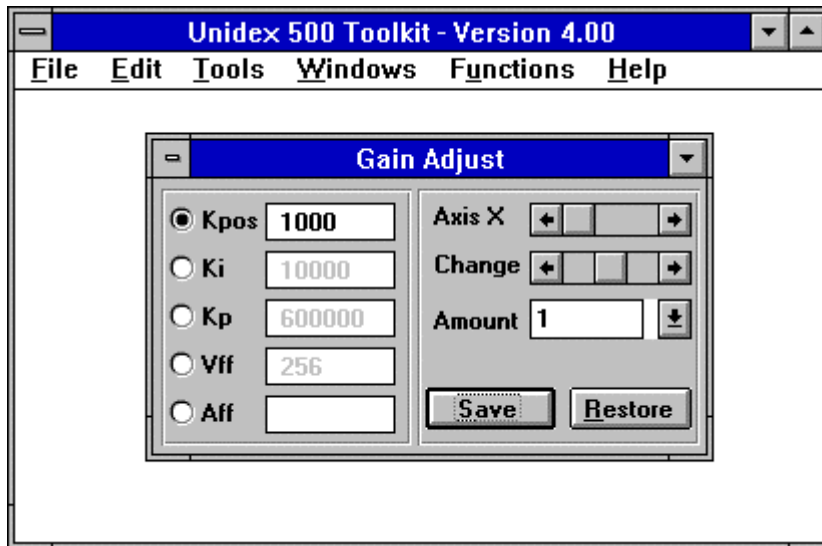 Unidex 500 Toolkit - Version 4.00
File Edit Tools Windows Functions Help
Gain Adjust
Kpos 1000
Ki 10000
Kp 600000
Vff 256
Aff
Axis X
Change
Amount 1
Save Restore